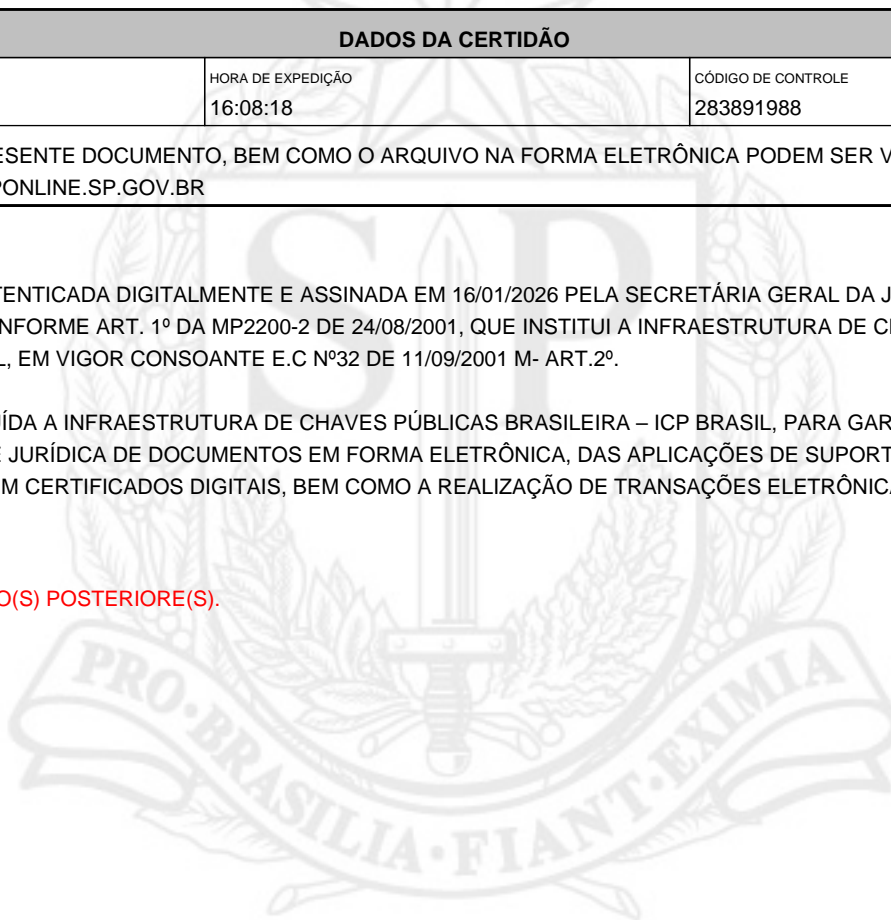 DADOS DA CERTIDÃO
HORA DE EXPEDIÇÃO
CÓDIGO DE CONTROLE
16:08:18
283891988
ESENTE DOCUMENTO, BEM COMO O ARQUIVO NA FORMA ELETRÔNICA PODEM SER V
PONLINE.SP.GOV.BR
TENTICADA DIGITALMENTE E ASSINADA EM 16/01/2026 PELA SECRETÁRIA GERAL DA J
NFORME ART. 1º DA MP2200-2 DE 24/08/2001, QUE INSTITUI A INFRAESTRUTURA DE C
L, EM VIGOR CONSOANTE E.C Nº32 DE 11/09/2001 M- ART.2º.
ÍDA A INFRAESTRUTURA DE CHAVES PÚBLICAS BRASILEIRA – ICP BRASIL, PARA GAR
E JURÍDICA DE DOCUMENTOS EM FORMA ELETRÔNICA, DAS APLICAÇÕES DE SUPORT
M CERTIFICADOS DIGITAIS, BEM COMO A REALIZAÇÃO DE TRANSAÇÕES ELETRÔNICA
O(S) POSTERIORE(S).
SP
PRO·BRASILIA·FIANT·EXIMIA